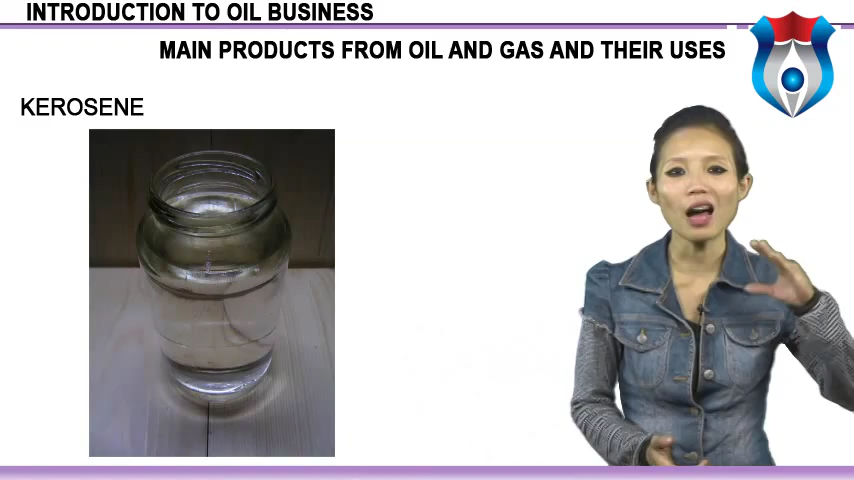 INTRODUCTION TO OIL BUSINESS
MAIN PRODUCTS FROM OIL AND GAS AND THEIR USES
KEROSENE